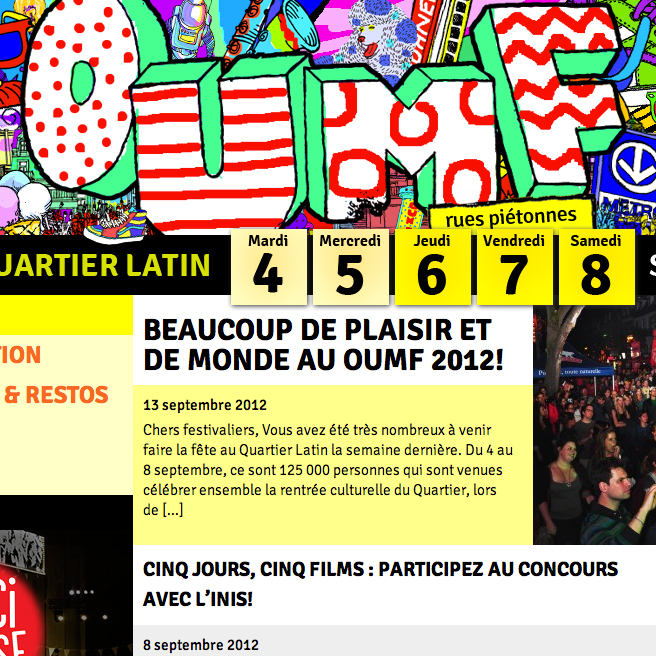 OUMF
METRO
rues piétonnes
QUARTIER LATIN
Mardi
4
Mercredi
5
Jeudi
6
Vendredi
7
Samedi
8
S
TION
& RESTOS
BEAUCOUP DE PLAISIR ET
DE MONDE AU OUMF 2012!
13 septembre 2012
Chers festivaliers, Vous avez été très nombreux à venir
faire la fête au Quartier Latin la semaine dernière. Du 4 au
8 septembre, ce sont 125 000 personnes qui sont venues
célébrer ensemble la rentrée culturelle du Quartier, lors
de [...]
CINQ JOURS, CINQ FILMS : PARTICIPEZ AU CONCOURS
AVEC L'INIS!
8 septembre 2012